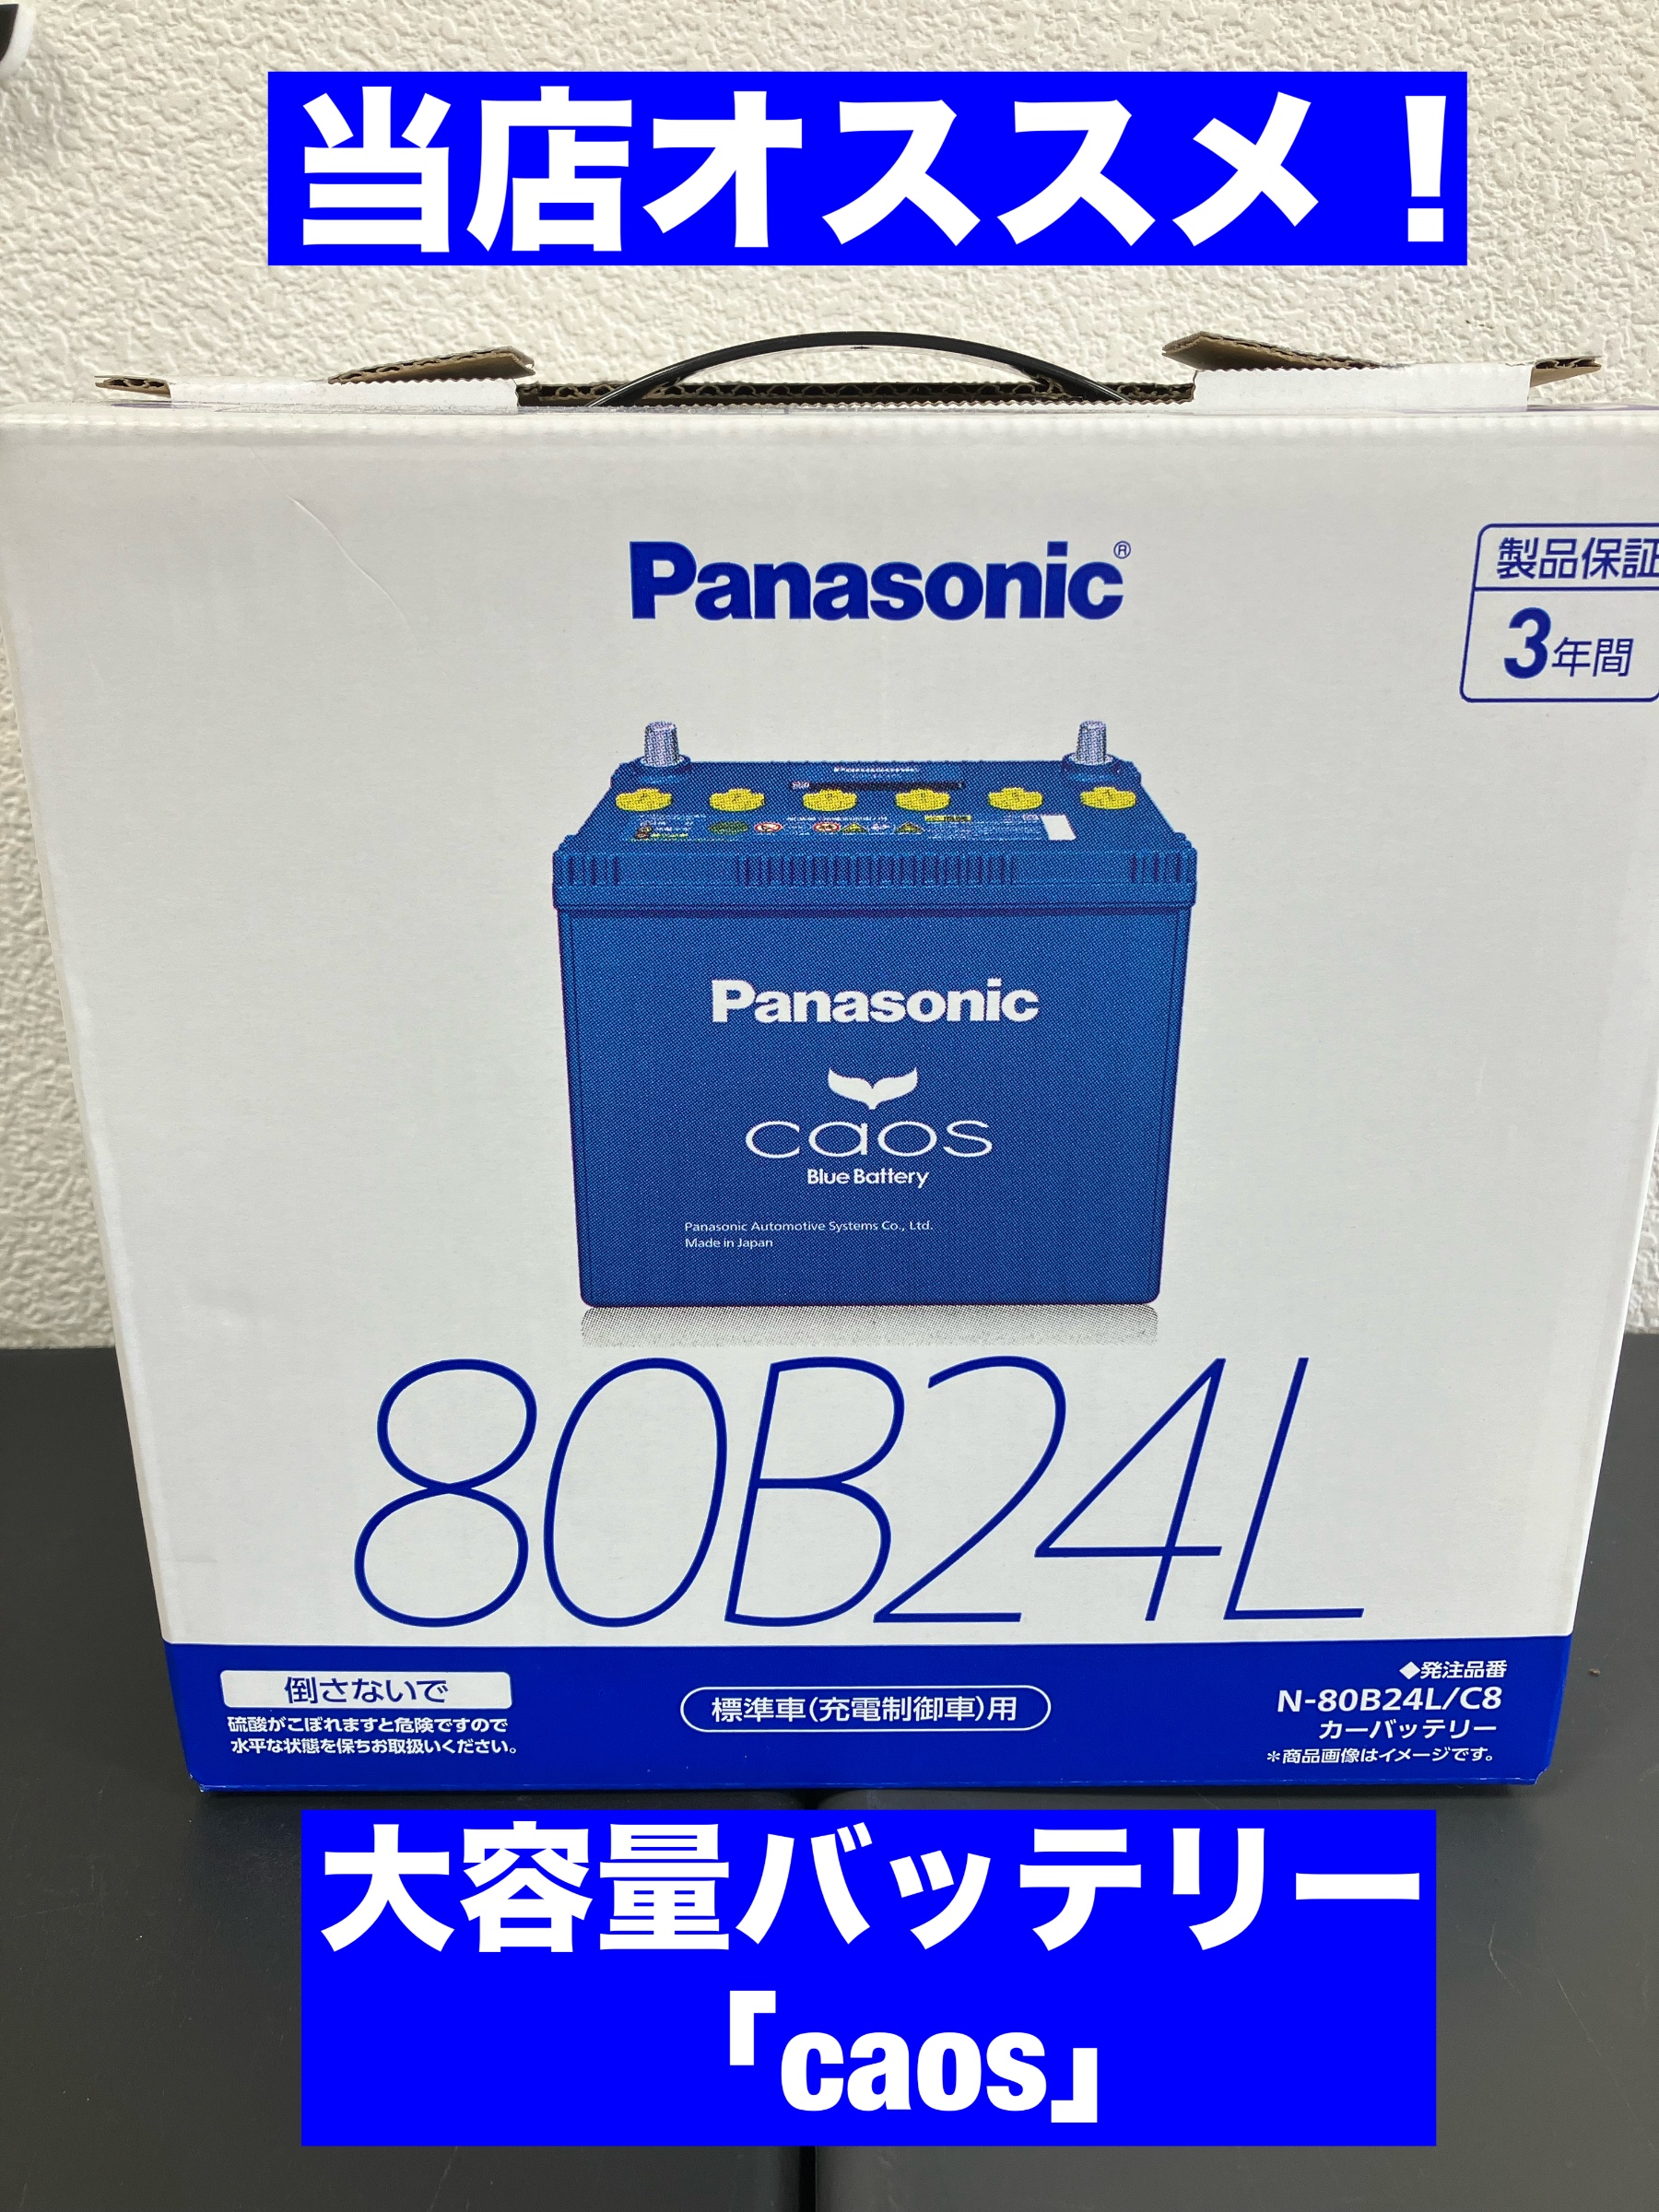 当店オススメ！
Panasonic®
製品保証
3年間
Panasonic
Panasonic
caos
Blue Battery
Panasonic Automotive Systems Co., Ltd.
Made in Japan
80B24L
倒さないで
硫酸がこぼれますと危険ですので
水平な状態を保ちお取扱いください。
標準車(充電制御車)用
◆発注品番
N-80B24L/C8
カーバッテリー
＊商品画像はイメージです。
大容量バッテリー
「caos」